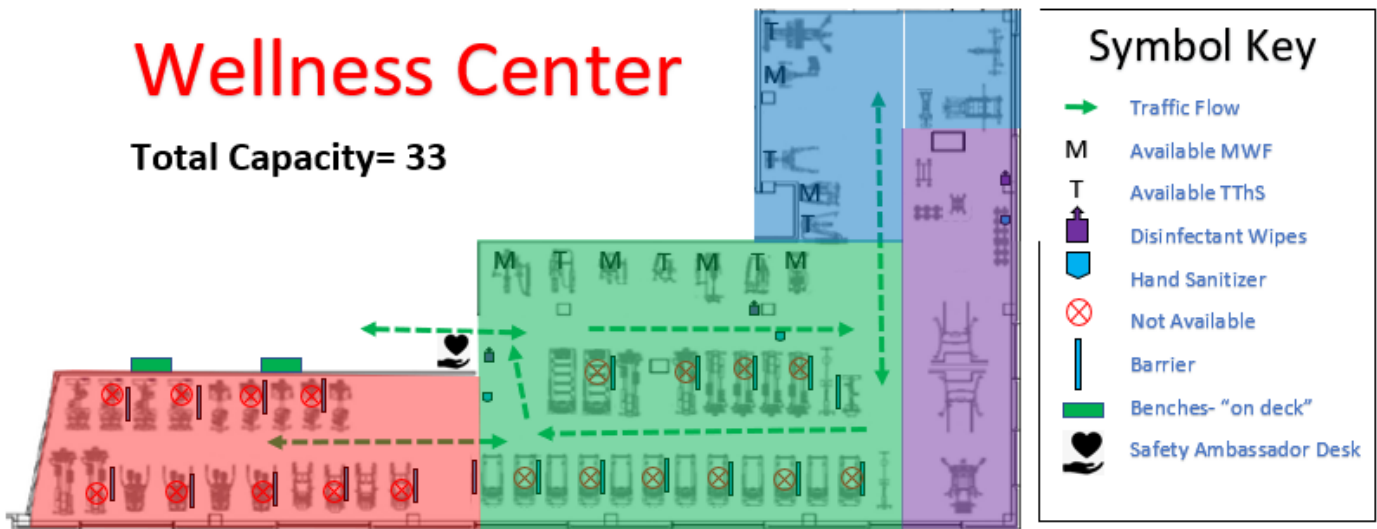 Wellness Center
Total Capacity= 33
T
M
T
M
T
M T M T M T M
Symbol Key
Traffic Flow
M Available MWF
T Available TThS
Disinfectant Wipes
Hand Sanitizer
Not Available
Barrier
Benches- “on deck”
Safety Ambassador Desk